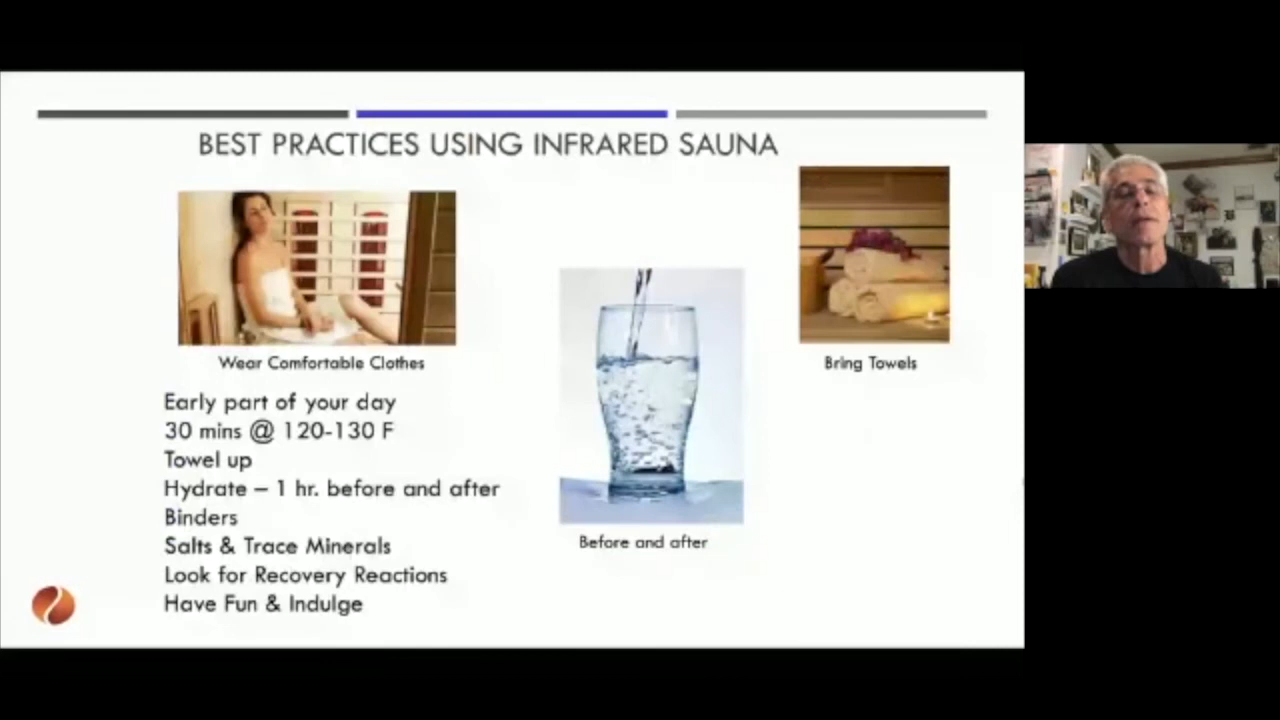 BEST PRACTICES USING INFRARED SAUNA
Wear Comfortable Clothes
Bring Towels
Early part of your day
30 mins @ 120-130 F
Towel up
Hydrate – 1 hr. before and after
Binders
Salts & Trace Minerals
Look for Recovery Reactions
Have Fun & Indulge
Before and after